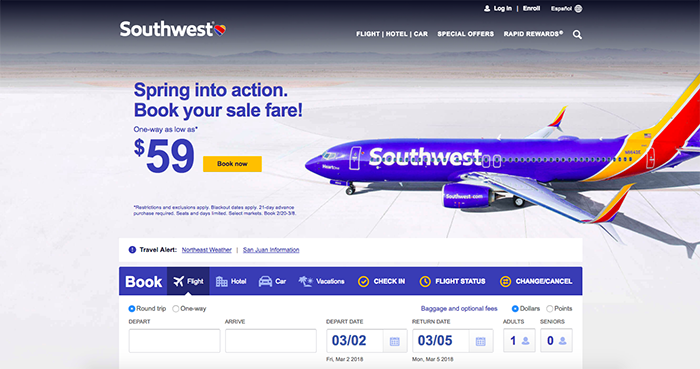 Log In | Enroll Español
Southwest
FLIGHT | HOTEL | CAR SPECIAL OFFERS RAPID REWARDS®
Spring into action.
Book your sale fare!
One-way as low as*
$59 Book now
Southwest
Southwest.com
*Restrictions and exclusions apply. Blackout dates apply. 21-day advance
purchase required. Seats and days limited. Select markets. Book 2/20-3/8.
Travel Alert: Northeast Weather | San Juan Information
Book Flight Hotel Car Vacations CHECK IN FLIGHT STATUS CHANGE/CANCEL
Round trip One-way Baggage and optional fees Dollars Points
DEPART ARRIVE DEPART DATE RETURN DATE ADULTS SENIORS
03/02 03/05 1 0
Fri, Mar 2 2018 Mon, Mar 5 2018